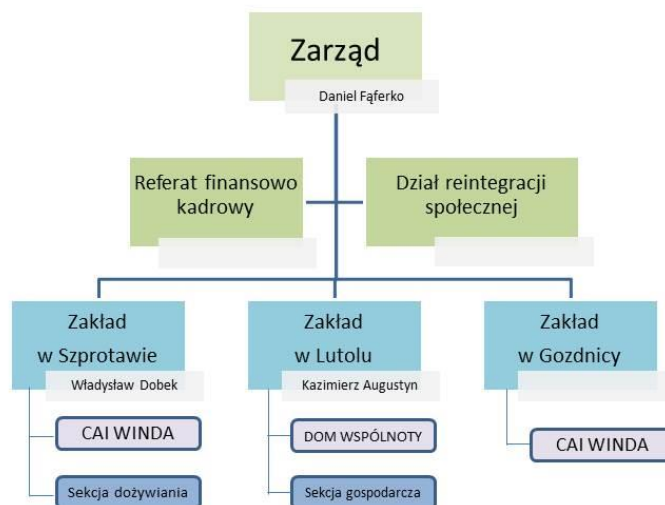 Zarząd
Daniel Fąferko
Referat finansowo
kadrowy
Dział reintegracji
społecznej
Zakład
w Szprotawie
Władysław Dobek
Zakład
w Lutolu
Kazimierz Augustyn
Zakład
w Gozdnicy
CAI WINDA
DOM WSPÓLNOTY
CAI WINDA
Sekcja dożywiania
Sekcja gospodarcza